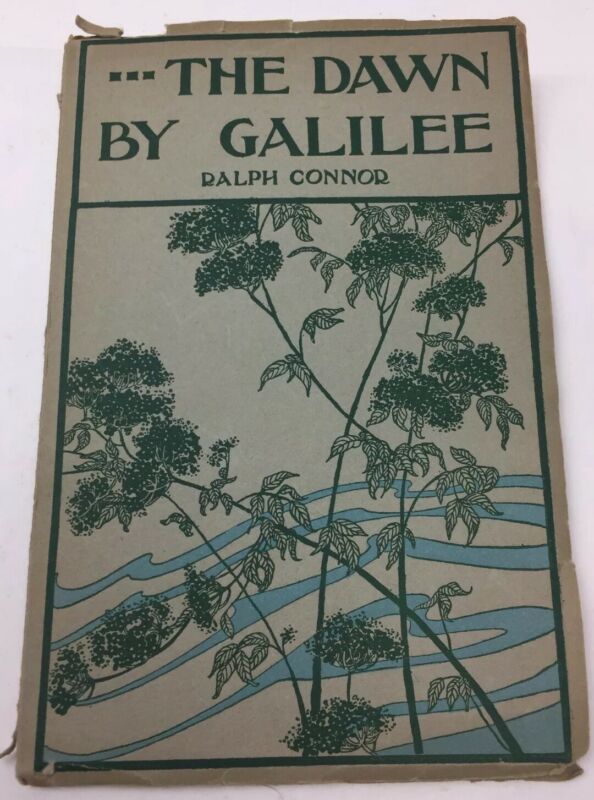 THE DAWN
BY GALILEE
RALPH CONNOR